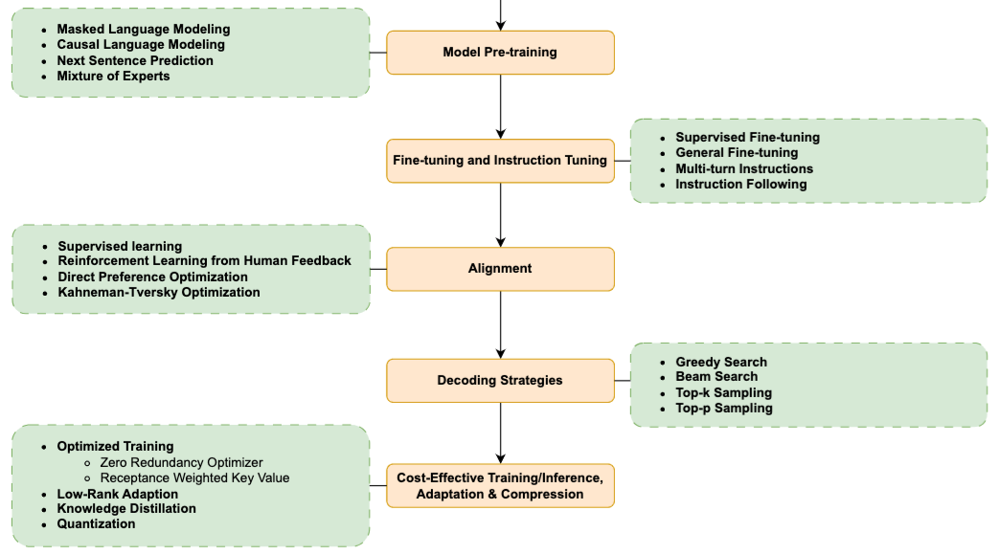 Masked Language Modeling
Causal Language Modeling
Next Sentence Prediction
Mixture of Experts
Model Pre-training
Fine-tuning and Instruction Tuning
Supervised Fine-tuning
General Fine-tuning
Multi-turn Instructions
Instruction Following
Supervised learning
Reinforcement Learning from Human Feedback
Direct Preference Optimization
Kahneman-Tversky Optimization
Alignment
Decoding Strategies
Greedy Search
Beam Search
Top-k Sampling
Top-p Sampling
Optimized Training
Zero Redundancy Optimizer
Receptance Weighted Key Value
Low-Rank Adaption
Knowledge Distillation
Quantization
Cost-Effective Training/Inference,
Adaptation & Compression